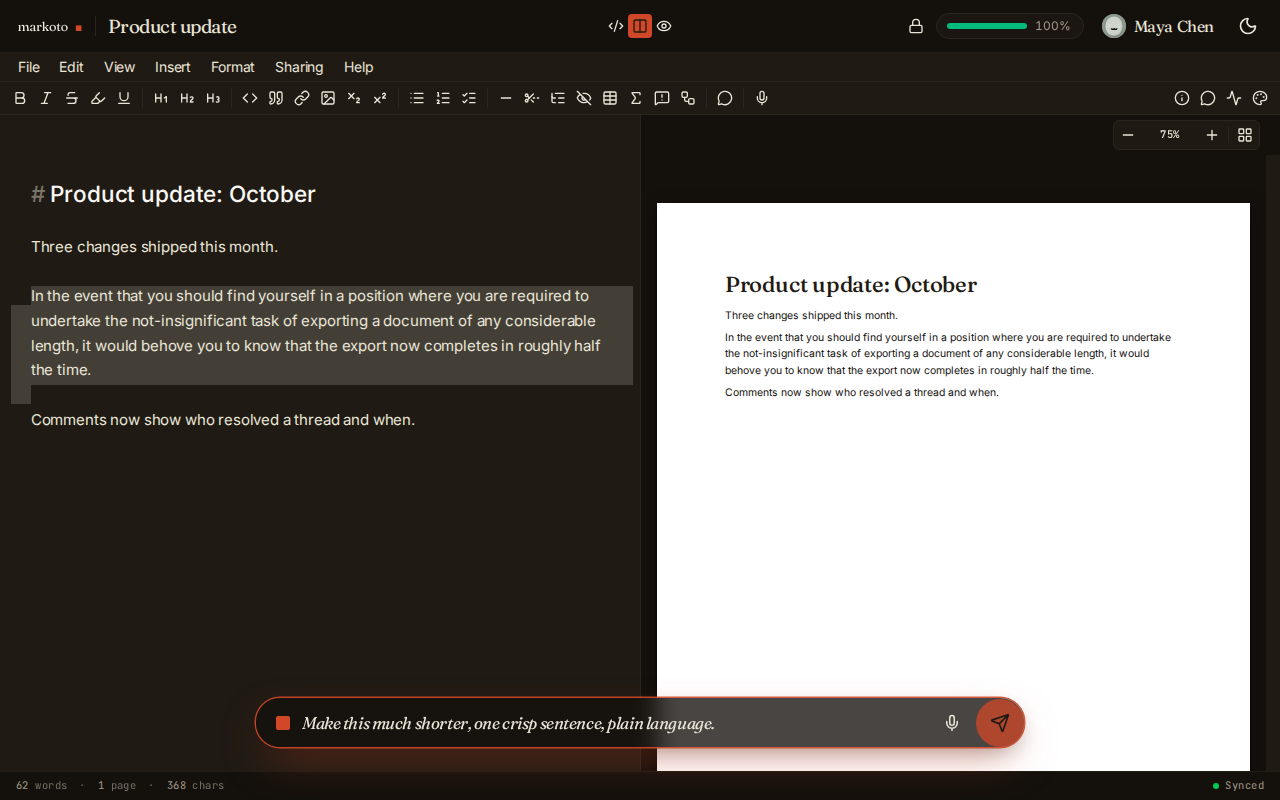 markoto
Product update
100%
Maya Chen
File Edit View Insert Format Sharing Help
H1 H2 H3
75%
# Product update: October
Three changes shipped this month.
In the event that you should find yourself in a position where you are required to
undertake the not-insignificant task of exporting a document of any considerable
length, it would behove you to know that the export now completes in roughly half
the time.
Comments now show who resolved a thread and when.
Product update: October
Three changes shipped this month.
In the event that you should find yourself in a position where you are required to undertake
the not-insignificant task of exporting a document of any considerable length, it would
behove you to know that the export now completes in roughly half the time.
Comments now show who resolved a thread and when.
Make this much shorter, one crisp sentence, plain language.
62 words · 1 page · 368 chars
Synced